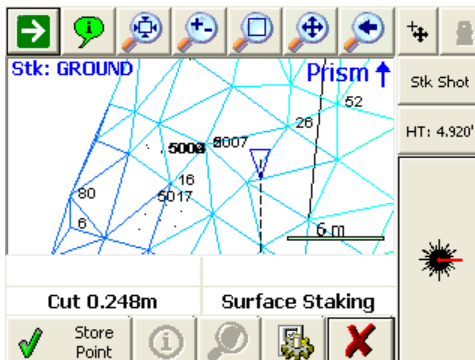 Stk: GROUND
Prism
Stk Shot
52
26
HT: 4.920'
5007
16
80
5017
6
6 m
Cut 0.248m
Surface Staking
Store
Point